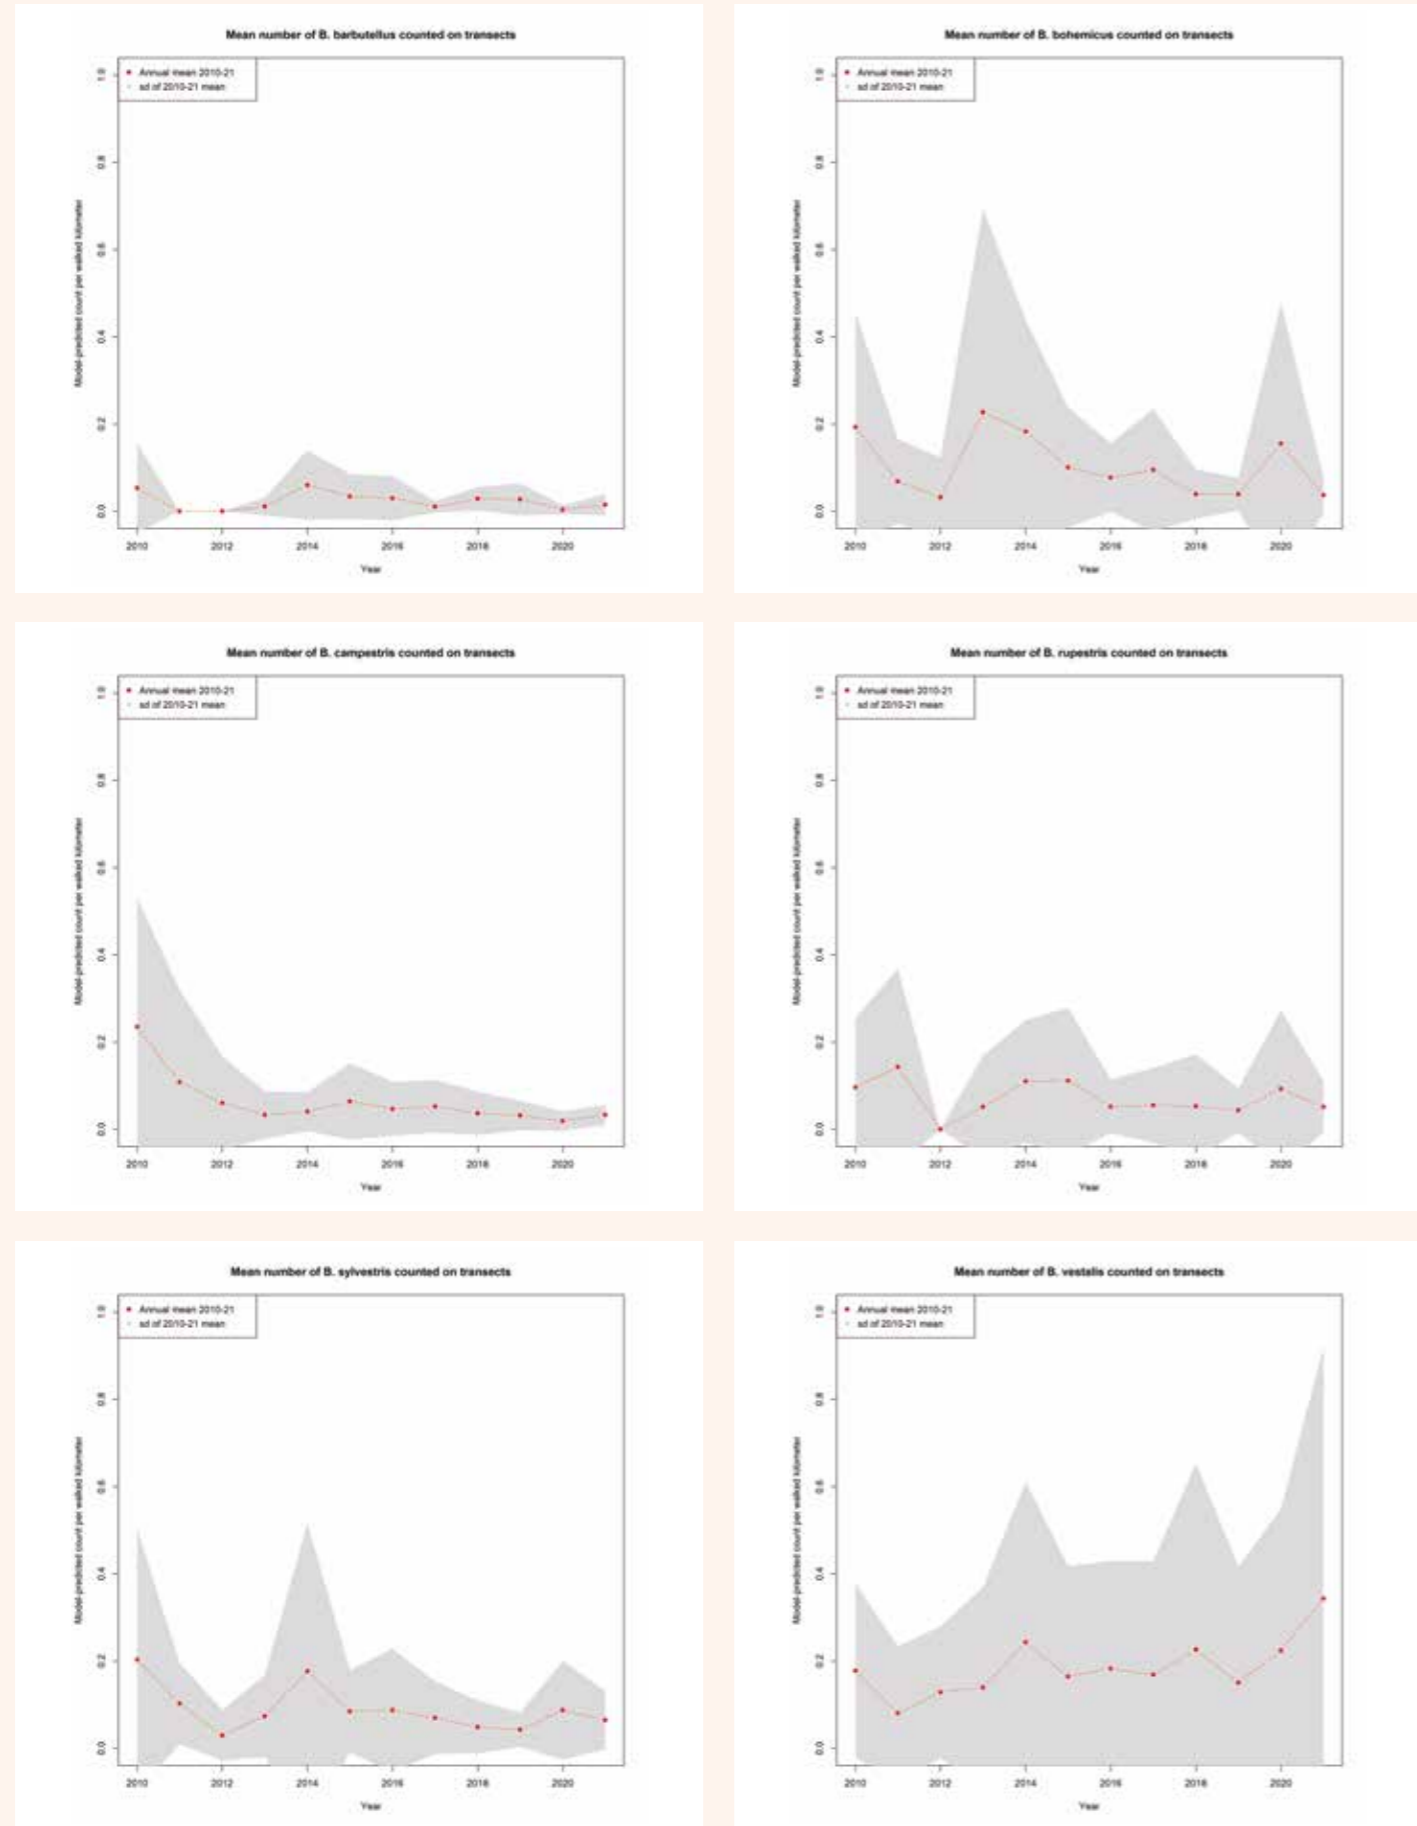 Mean number of B. barbutellus counted on transects
Annual mean 2010-21
sd of 2010-21 mean
Model-predicted count per walked kilometer
1.0
0.8
0.6
0.4
0.2
0.0
2010 2012 2014 2016 2018 2020
Year
Mean number of B. bohemicus counted on transects
Annual mean 2010-21
sd of 2010-21 mean
Model-predicted count per walked kilometer
1.0
0.8
0.6
0.4
0.2
0.0
2010 2012 2014 2016 2018 2020
Year
Mean number of B. campestris counted on transects
Annual mean 2010-21
sd of 2010-21 mean
Model-predicted count per walked kilometer
1.0
0.8
0.6
0.4
0.2
0.0
2010 2012 2014 2016 2018 2020
Year
Mean number of B. rupestris counted on transects
Annual mean 2010-21
sd of 2010-21 mean
Model-predicted count per walked kilometer
1.0
0.8
0.6
0.4
0.2
0.0
2010 2012 2014 2016 2018 2020
Year
Mean number of B. sylvestris counted on transects
Annual mean 2010-21
sd of 2010-21 mean
Model-predicted count per walked kilometer
1.0
0.8
0.6
0.4
0.2
0.0
2010 2012 2014 2016 2018 2020
Year
Mean number of B. vestalis counted on transects
Annual mean 2010-21
sd of 2010-21 mean
Model-predicted count per walked kilometer
1.0
0.8
0.6
0.4
0.2
0.0
2010 2012 2014 2016 2018 2020
Year